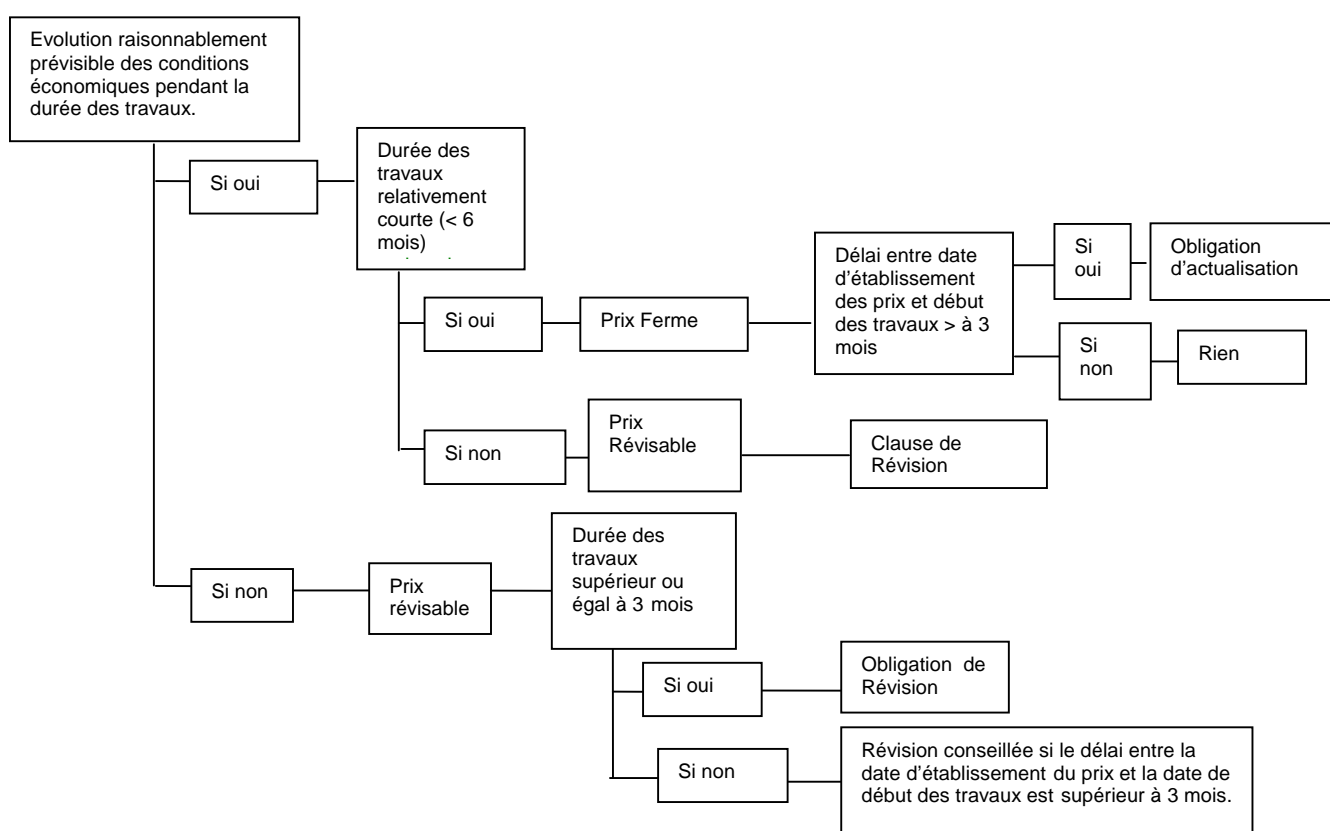 Evolution raisonnablement
prévisible des conditions
économiques pendant la
durée des travaux.
Si oui
Durée des
travaux
relativement
courte (< 6
mois)
Si oui
Prix Ferme
Délai entre date
d’établissement
des prix et début
des travaux > à 3
mois
Si
oui
Obligation
d’actualisation
Si
non
Rien
Si non
Prix
Révisable
Clause de
Révision
Si non
Prix
révisable
Durée des
travaux
supérieur ou
égal à 3 mois
Si oui
Obligation de
Révision
Si non
Révision conseillée si le délai entre la
date d’établissement du prix et la date de
début des travaux est supérieur à 3 mois.